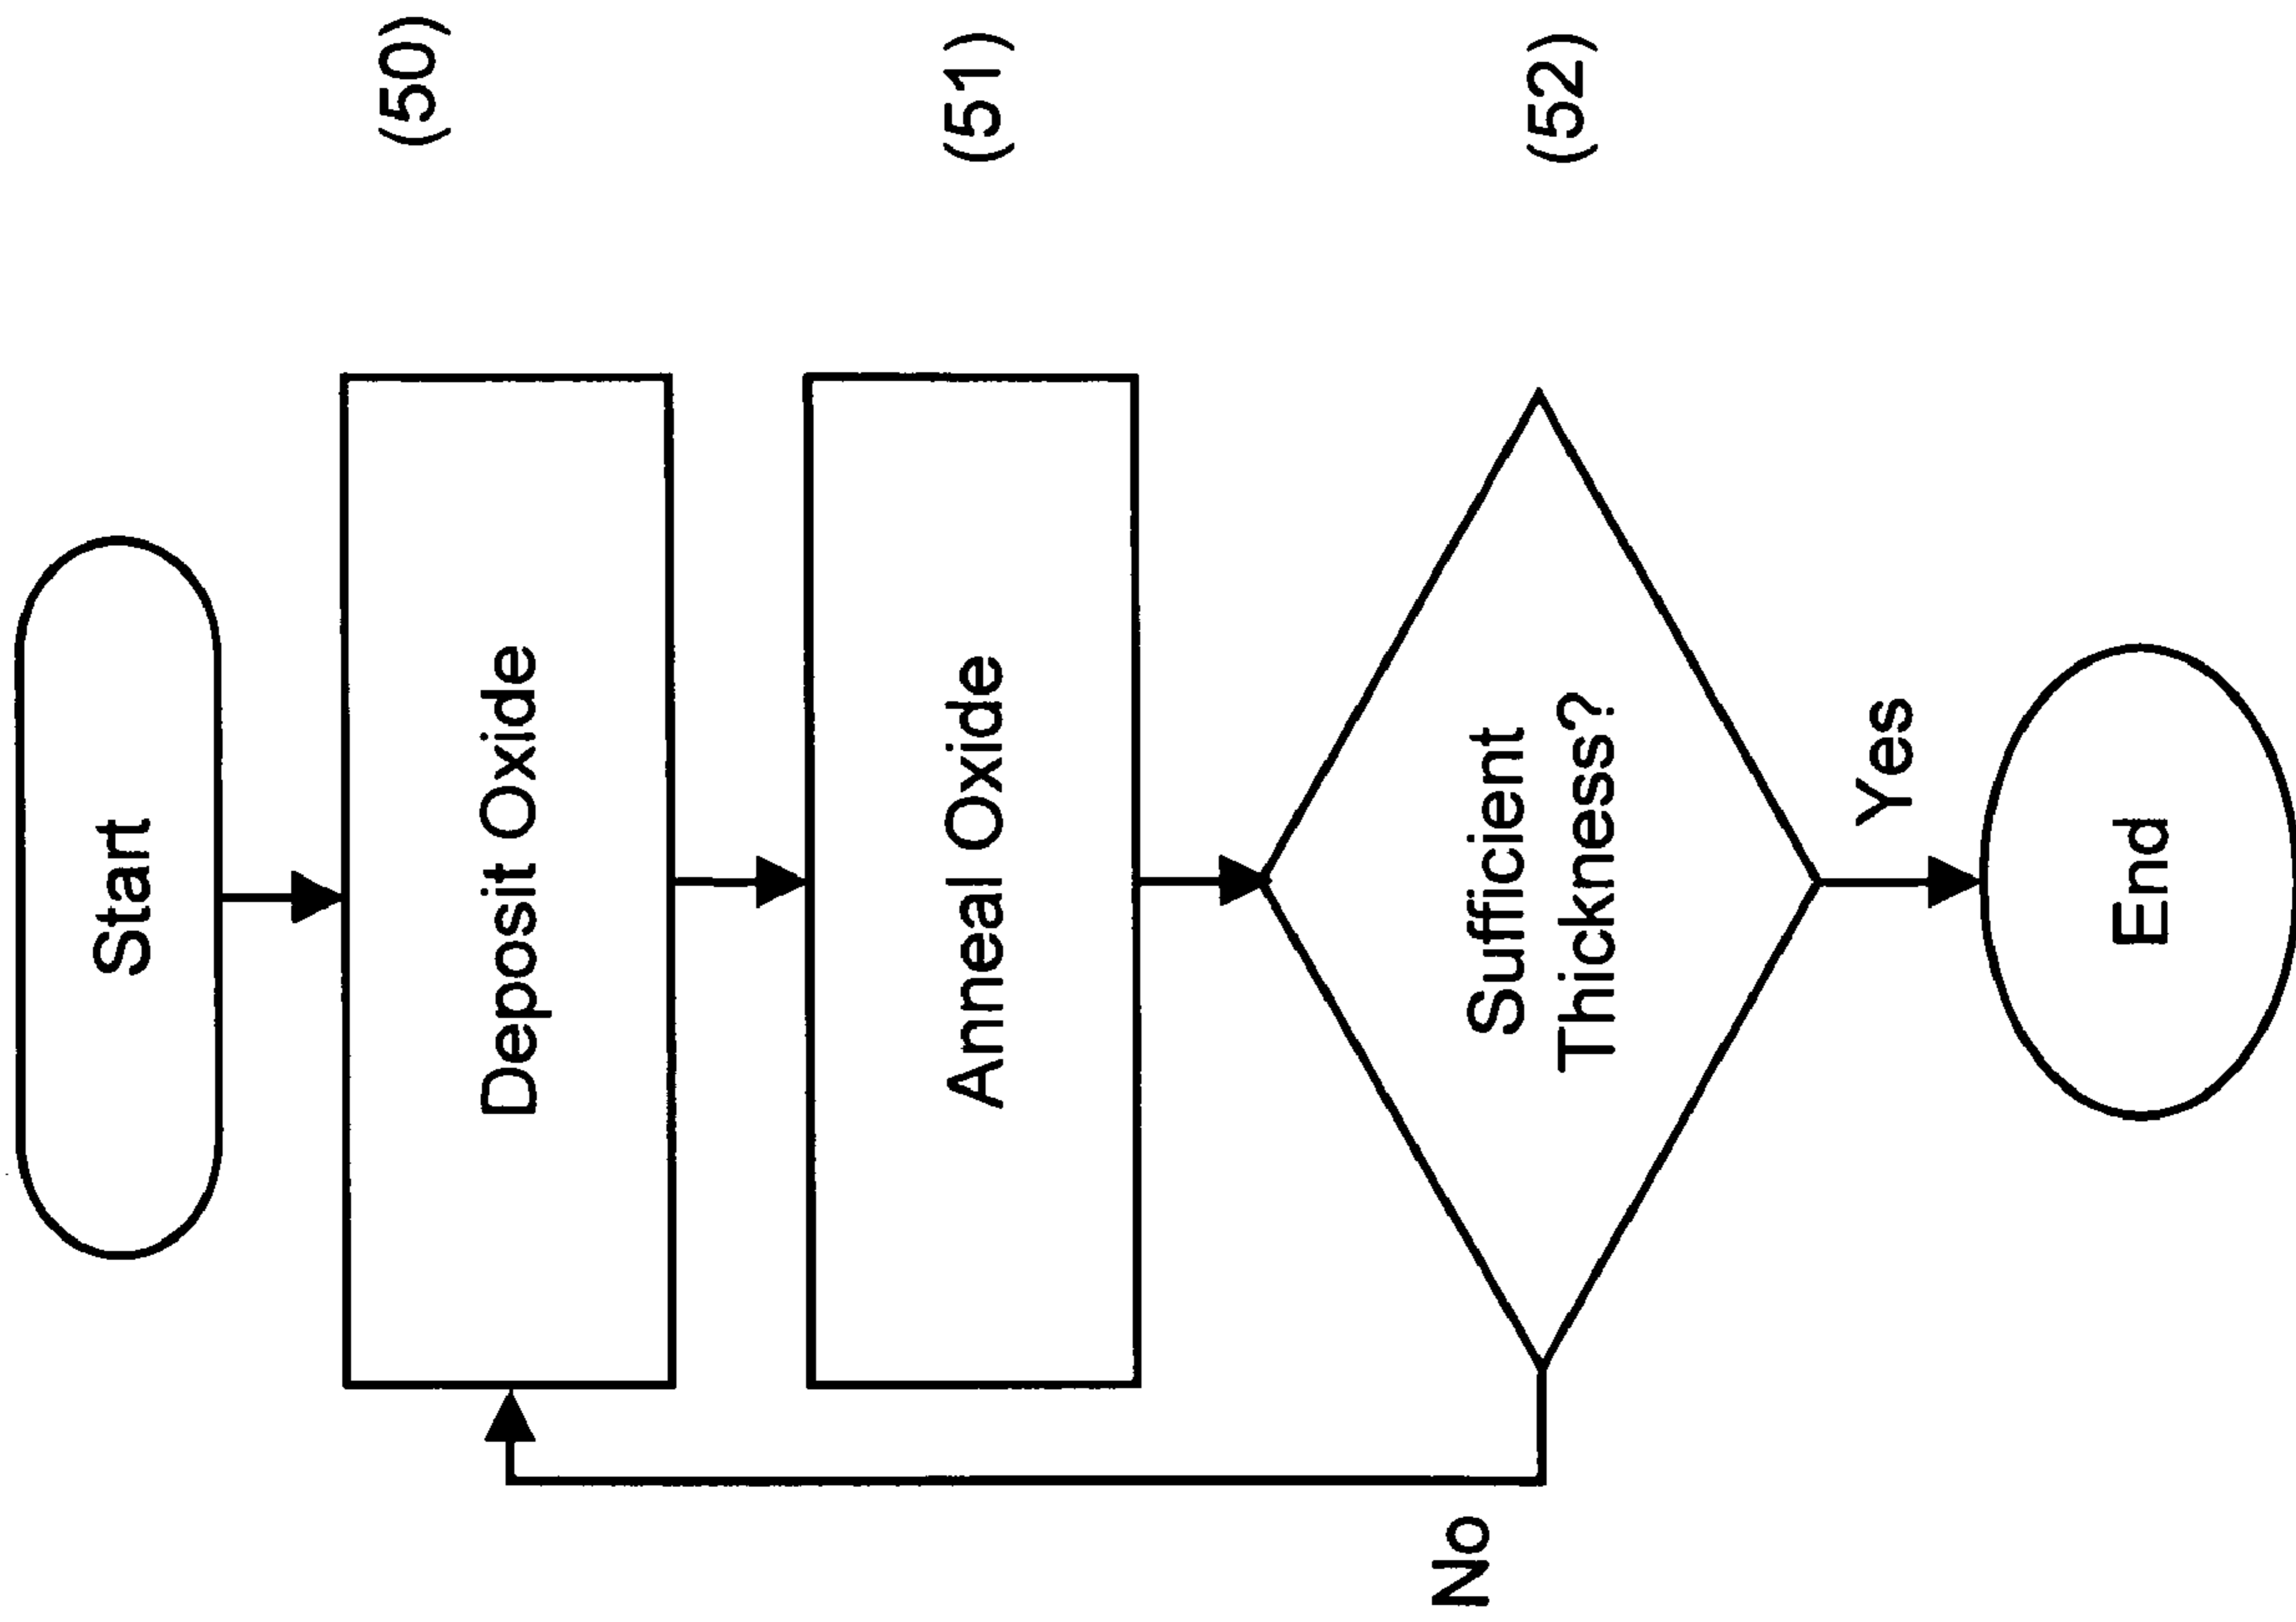 Start
(50)
Deposit Oxide
(51)
Anneal Oxide
(52)
Sufficient
Thickness?
No
Yes
End